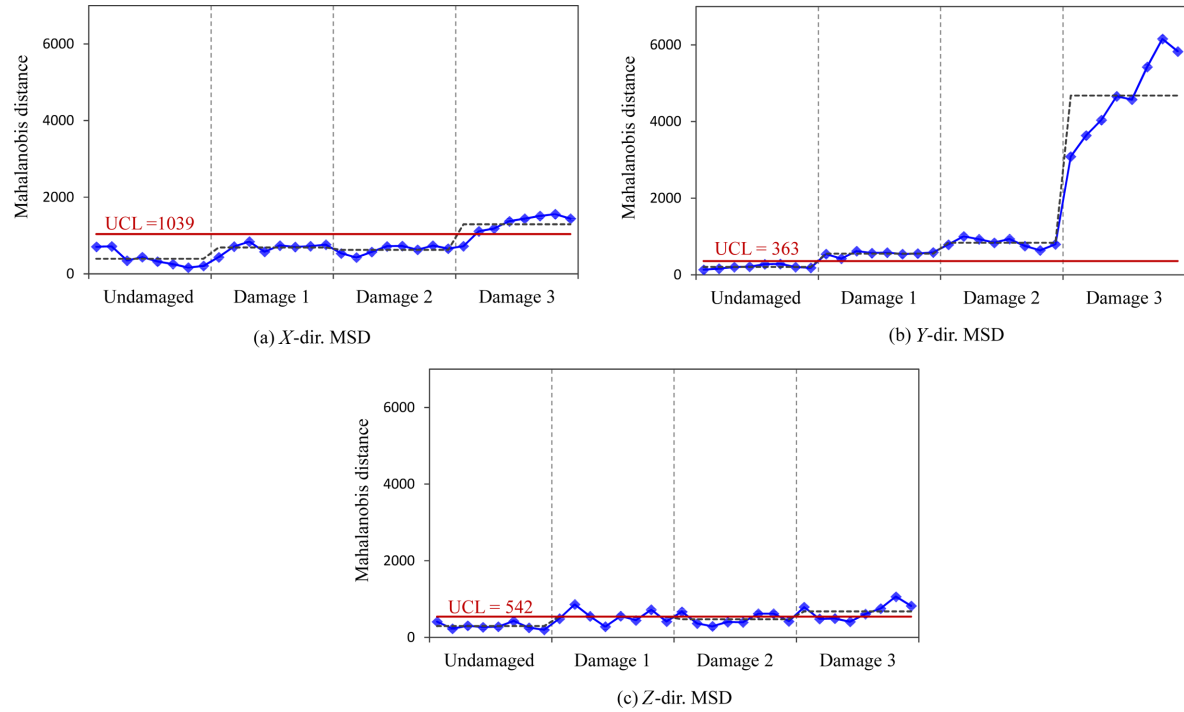 Mahalanobis distance
6000
4000
2000
0
UCL =1039
Undamaged Damage 1 Damage 2 Damage 3
(a) X-dir. MSD
Mahalanobis distance
6000
4000
2000
0
UCL = 363
Undamaged Damage 1 Damage 2 Damage 3
(b) Y-dir. MSD
Mahalanobis distance
6000
4000
2000
0
UCL = 542
Undamaged Damage 1 Damage 2 Damage 3
(c) Z-dir. MSD